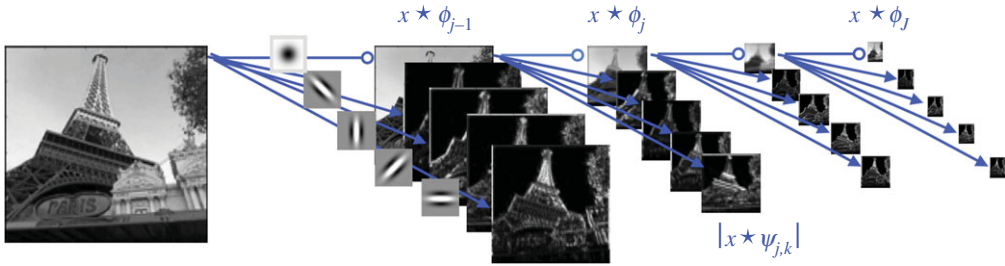 x ⋆ ϕ_{j−1}
x ⋆ ϕ_j
x ⋆ ϕ_J
PARIS
|x ⋆ ψ_{j,k}|